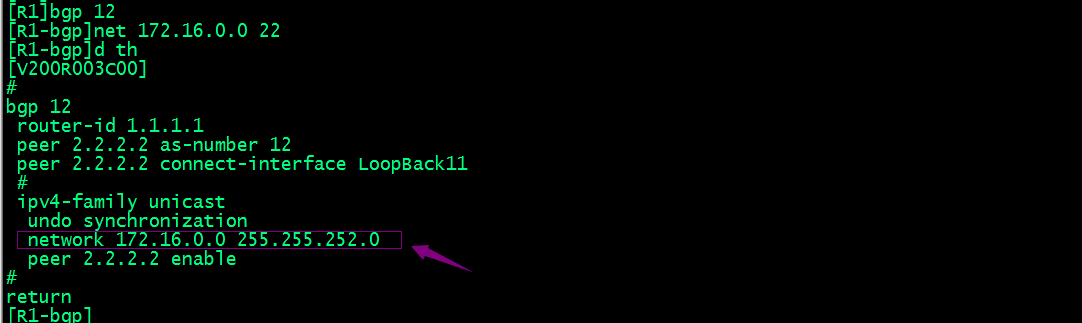 [R1]bgp 12
[R1-bgp]net 172.16.0.0 22
[R1-bgp]d th
[V200R003C00]
#
bgp 12
router-id 1.1.1.1
peer 2.2.2.2 as-number 12
peer 2.2.2.2 connect-interface LoopBack11
#
ipv4-family unicast
undo synchronization
network 172.16.0.0 255.255.252.0
peer 2.2.2.2 enable
#
return
[R1-bgp]